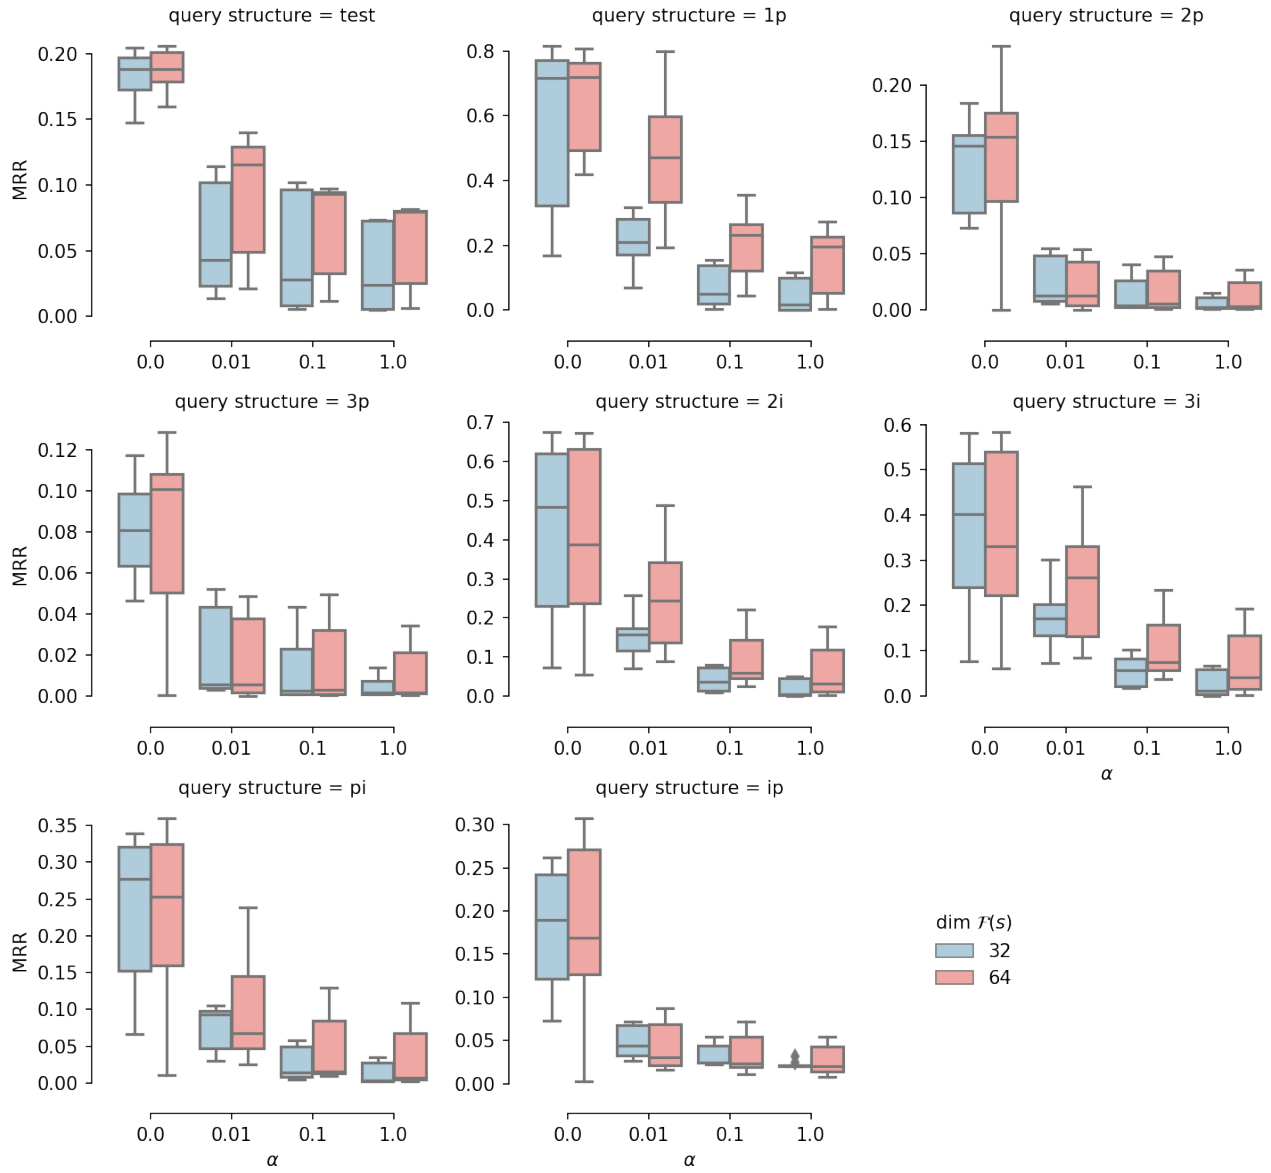 query structure = test
query structure = 1p
query structure = 2p
MRR
0.20
0.15
0.10
0.05
0.00
0.8
0.6
0.4
0.2
0.0
0.20
0.15
0.10
0.05
0.00
0.0 0.01 0.1 1.0
0.0 0.01 0.1 1.0
0.0 0.01 0.1 1.0
query structure = 3p
query structure = 2i
query structure = 3i
MRR
0.12
0.10
0.08
0.06
0.04
0.02
0.00
0.7
0.6
0.5
0.4
0.3
0.2
0.1
0.0
0.6
0.5
0.4
0.3
0.2
0.1
0.0
0.0 0.01 0.1 1.0
0.0 0.01 0.1 1.0
0.0 0.01 0.1 1.0
α
query structure = pi
query structure = ip
MRR
0.35
0.30
0.25
0.20
0.15
0.10
0.05
0.00
0.30
0.25
0.20
0.15
0.10
0.05
0.00
0.0 0.01 0.1 1.0
0.0 0.01 0.1 1.0
α
α
dim ℱ(s)
32
64